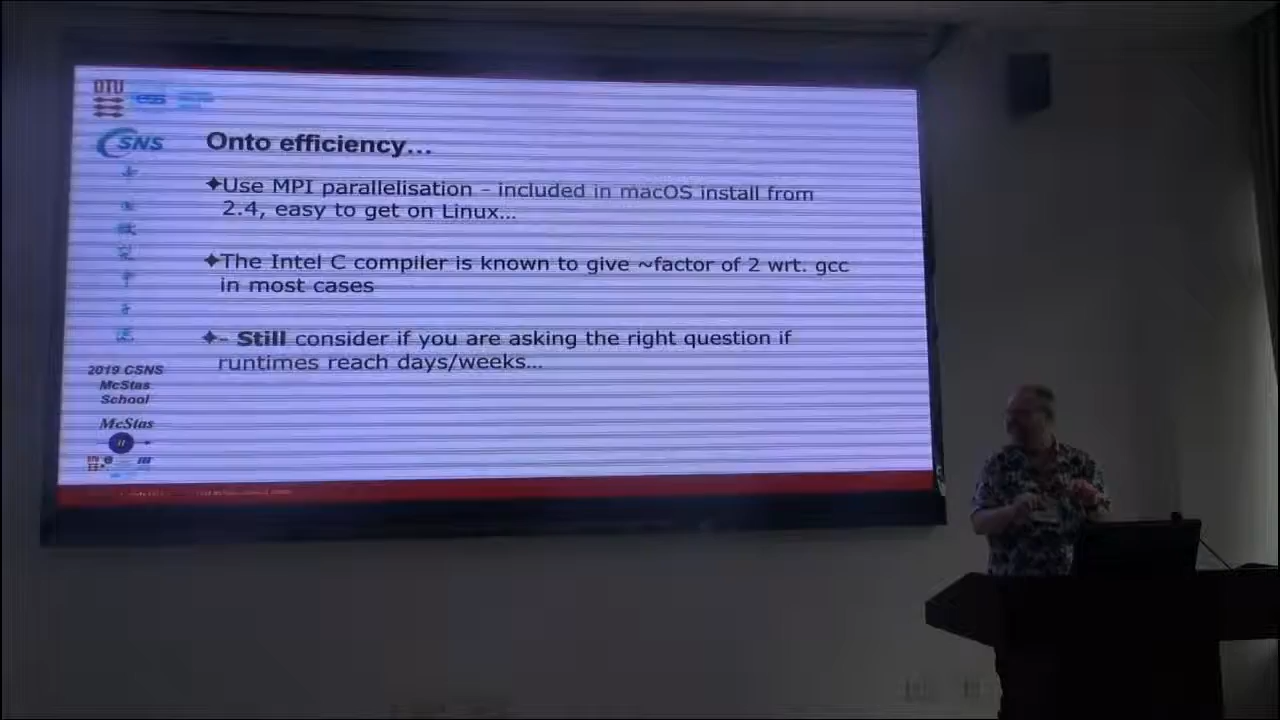 DTU
ess
CSNS
Onto efficiency...
✦Use MPI parallelisation – included in macOS install from
2.4, easy to get on Linux...
✦The Intel C compiler is known to give ~factor of 2 wrt. gcc
in most cases
✦- Still consider if you are asking the right question if
runtimes reach days/weeks...
2019 CSNS
McStas
School
McStas